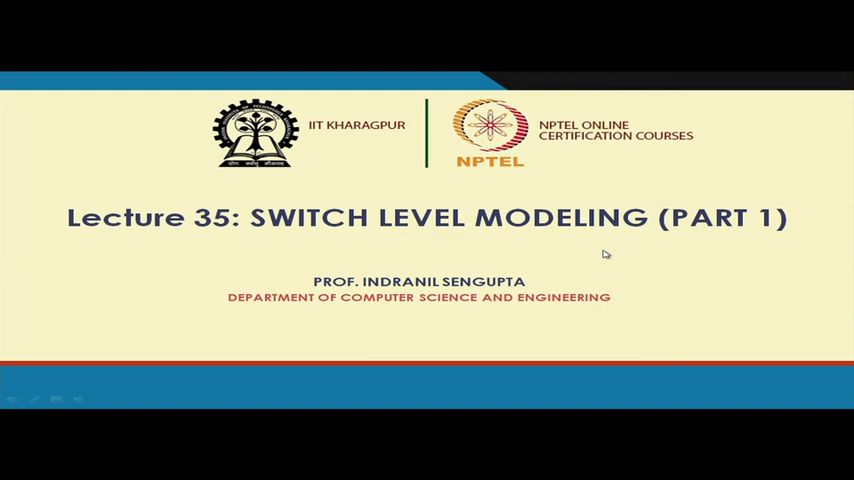 IIT KHARAGPUR
NPTEL
NPTEL ONLINE
CERTIFICATION COURSES
Lecture 35: SWITCH LEVEL MODELING (PART 1)
PROF. INDRANIL SENGUPTA
DEPARTMENT OF COMPUTER SCIENCE AND ENGINEERING